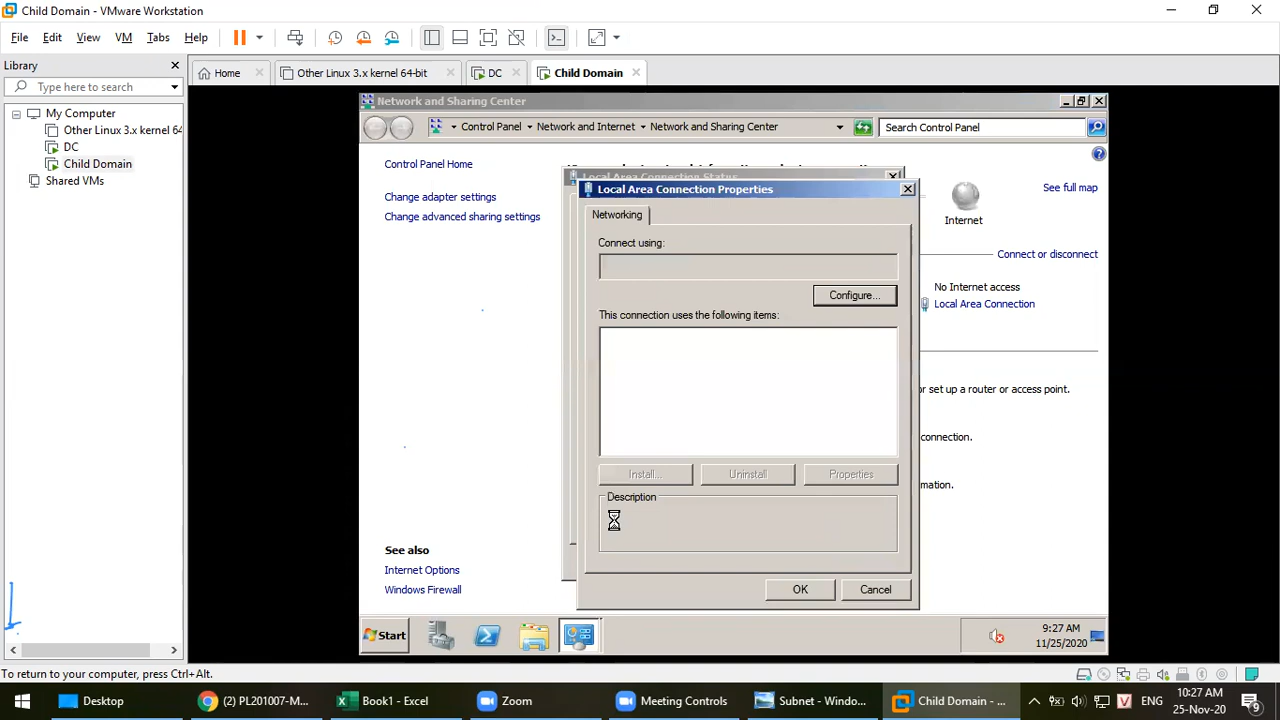 Child Domain - VMware Workstation
File Edit View VM Tabs Help
Library
Type here to search
My Computer
Other Linux 3.x kernel 64
DC
Child Domain
Shared VMs
Home
Other Linux 3.x kernel 64-bit
DC
Child Domain
Network and Sharing Center
Control Panel Network and Internet Network and Sharing Center
Search Control Panel
Control Panel Home
Change adapter settings
Change advanced sharing settings
See full map
Internet
Connect or disconnect
No Internet access
Local Area Connection
or set up a router or access point.
connection.
mation.
Local Area Connection Status
Local Area Connection Properties
Networking
Connect using:
Configure...
This connection uses the following items:
Install...
Uninstall
Properties
Description
OK
Cancel
See also
Internet Options
Windows Firewall
Start
9:27 AM
11/25/2020
To return to your computer, press Ctrl+Alt.
Desktop
(2) PL201007-M...
Book1 - Excel
Zoom
Meeting Controls
Subnet - Windo...
Child Domain - ...
V
ENG
10:27 AM
25-Nov-20
9